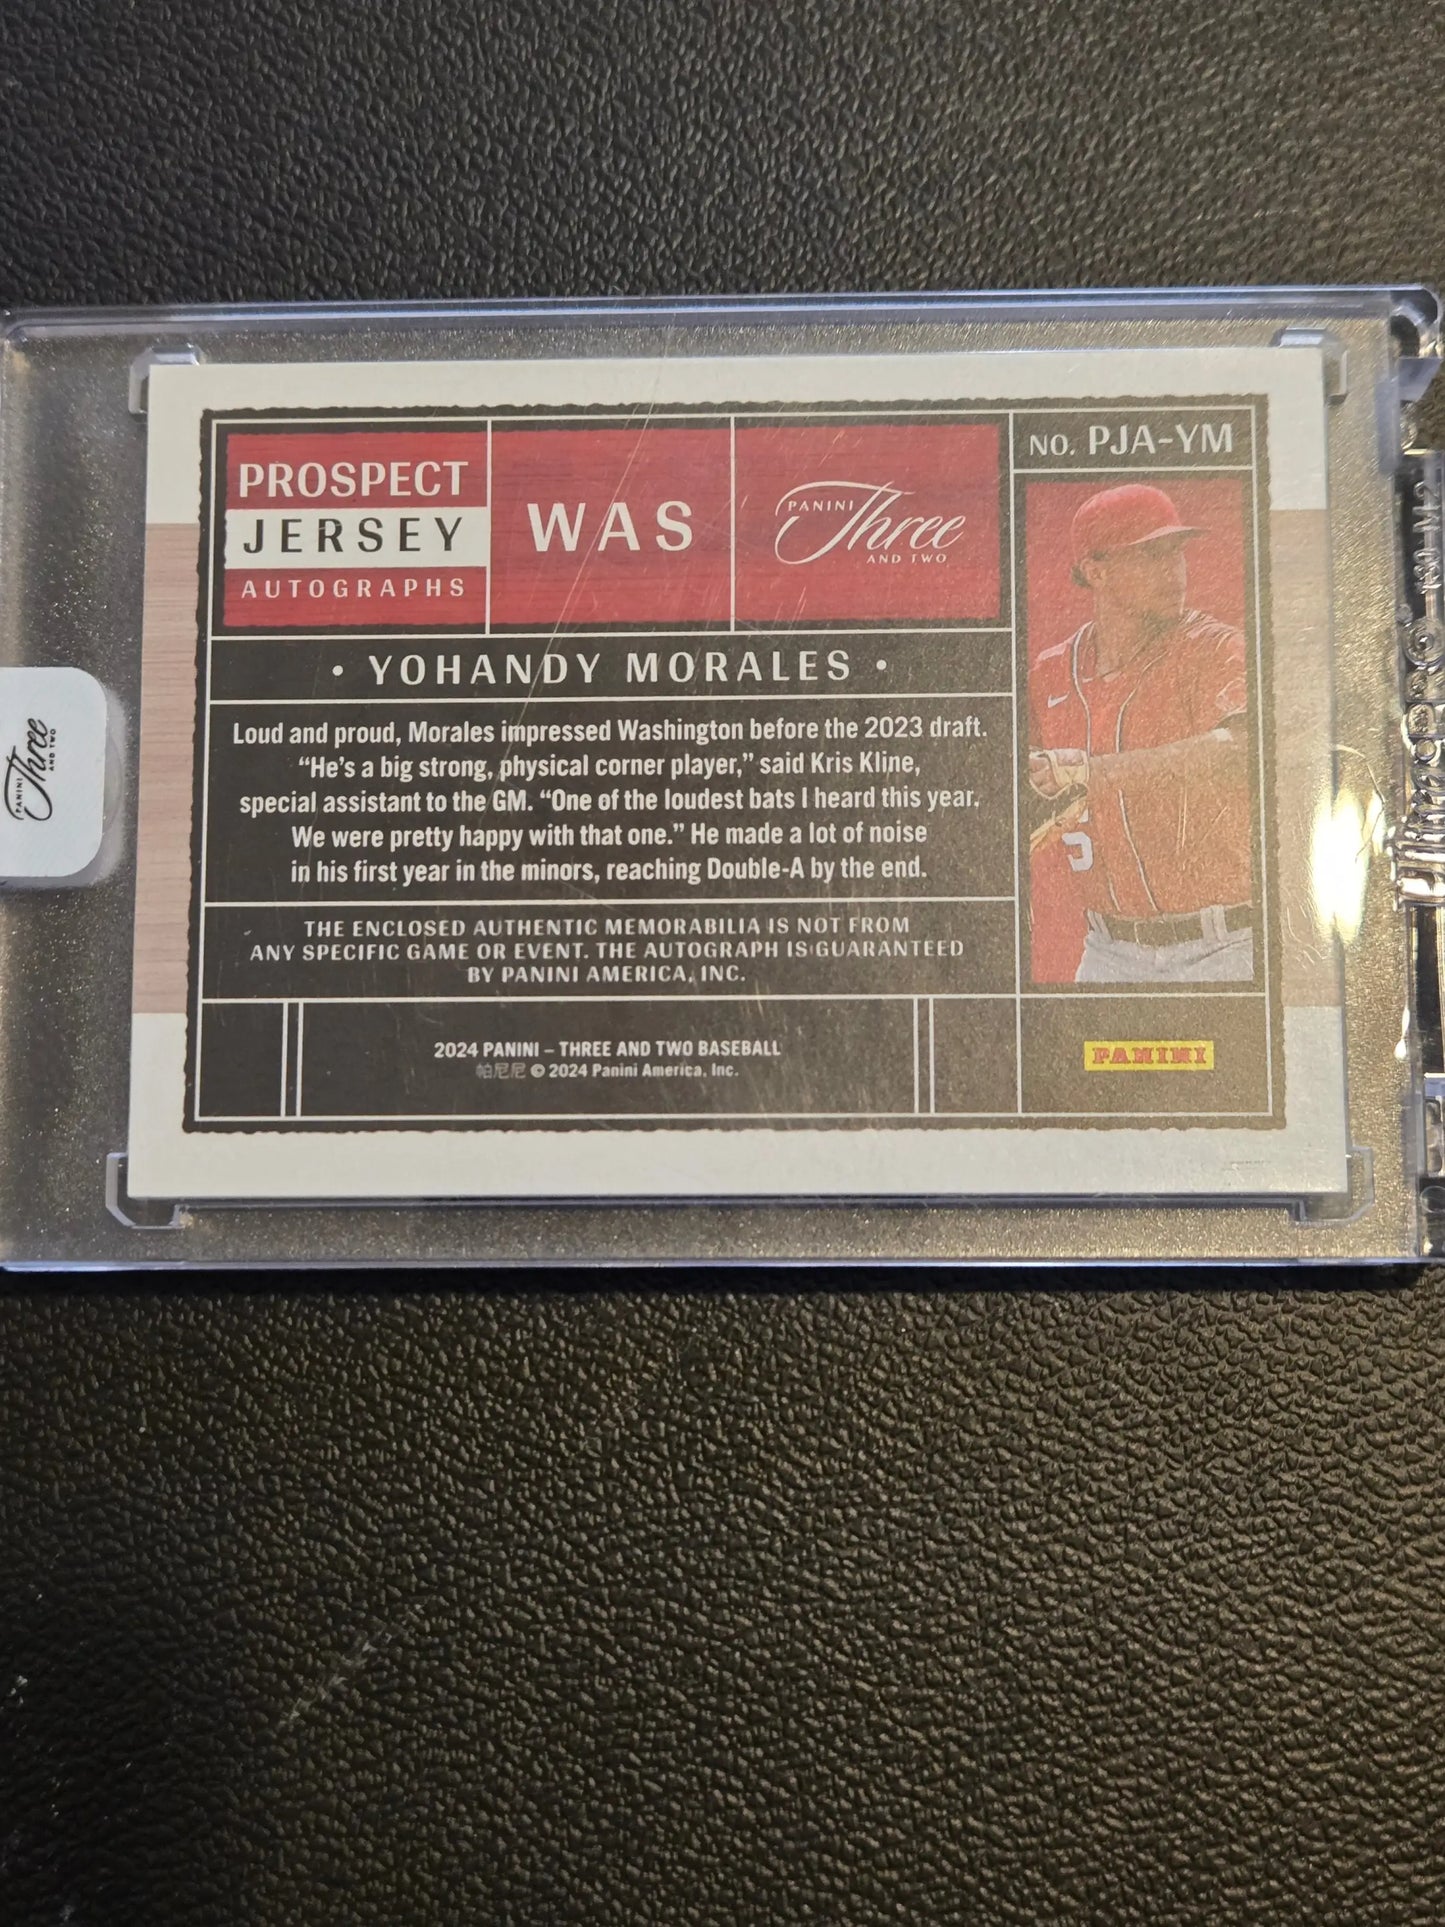 PROSPECT
JERSEY
AUTOGRAPHS
WAS
PANINI
Three
AND TWO
NO. PJA-YM
• YOHANDY MORALES •
Loud and proud, Morales impressed Washington before the 2023 draft.
“He’s a big strong, physical corner player,” said Kris Kline,
special assistant to the GM. “One of the loudest bats I heard this year.
We were pretty happy with that one.” He made a lot of noise
in his first year in the minors, reaching Double-A by the end.
THE ENCLOSED AUTHENTIC MEMORABILIA IS NOT FROM
ANY SPECIFIC GAME OR EVENT. THE AUTOGRAPH IS GUARANTEED
BY PANINI AMERICA, INC.
2024 PANINI – THREE AND TWO BASEBALL
帕尼尼 © 2024 Panini America, Inc.
PANINI
5
PANINI
Three
AND TWO